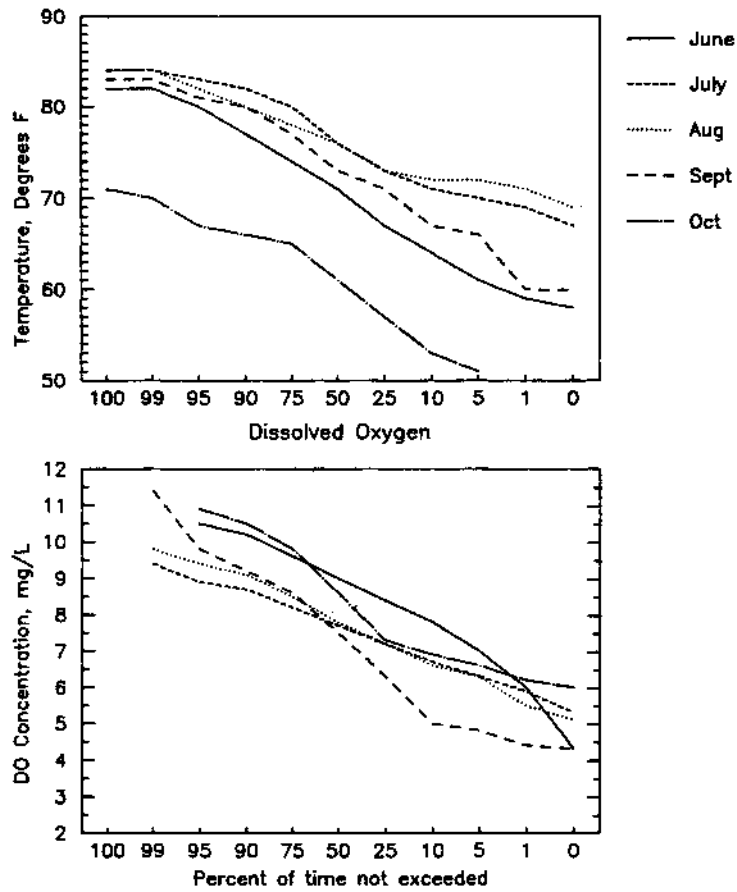 90
80
70
60
50
Temperature, Degrees F
100 99 95 90 75 50 25 10 5 1 0
Dissolved Oxygen
June
July
Aug
Sept
Oct
12
11
10
9
8
7
6
5
4
3
2
DO Concentration, mg/L
100 99 95 90 75 50 25 10 5 1 0
Percent of time not exceeded